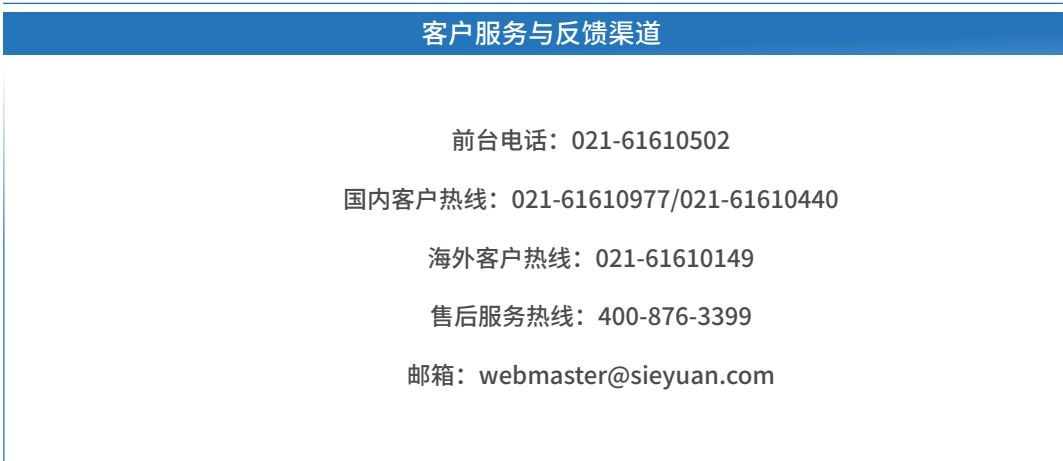 客户服务与反馈渠道
前台电话：021-61610502
国内客户热线：021-61610977/021-61610440
海外客户热线：021-61610149
售后服务热线：400-876-3399
邮箱：webmaster@sieyuan.com